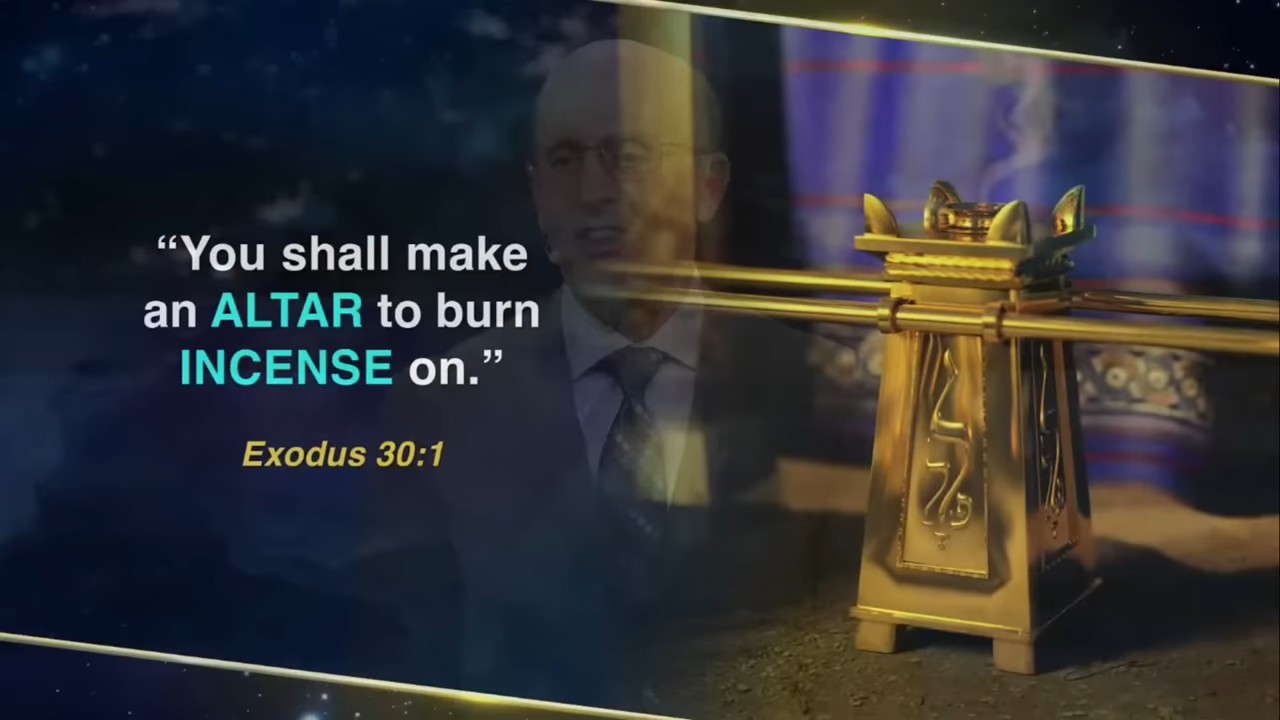 “You shall make
an ALTAR to burn
INCENSE on.”
Exodus 30:1